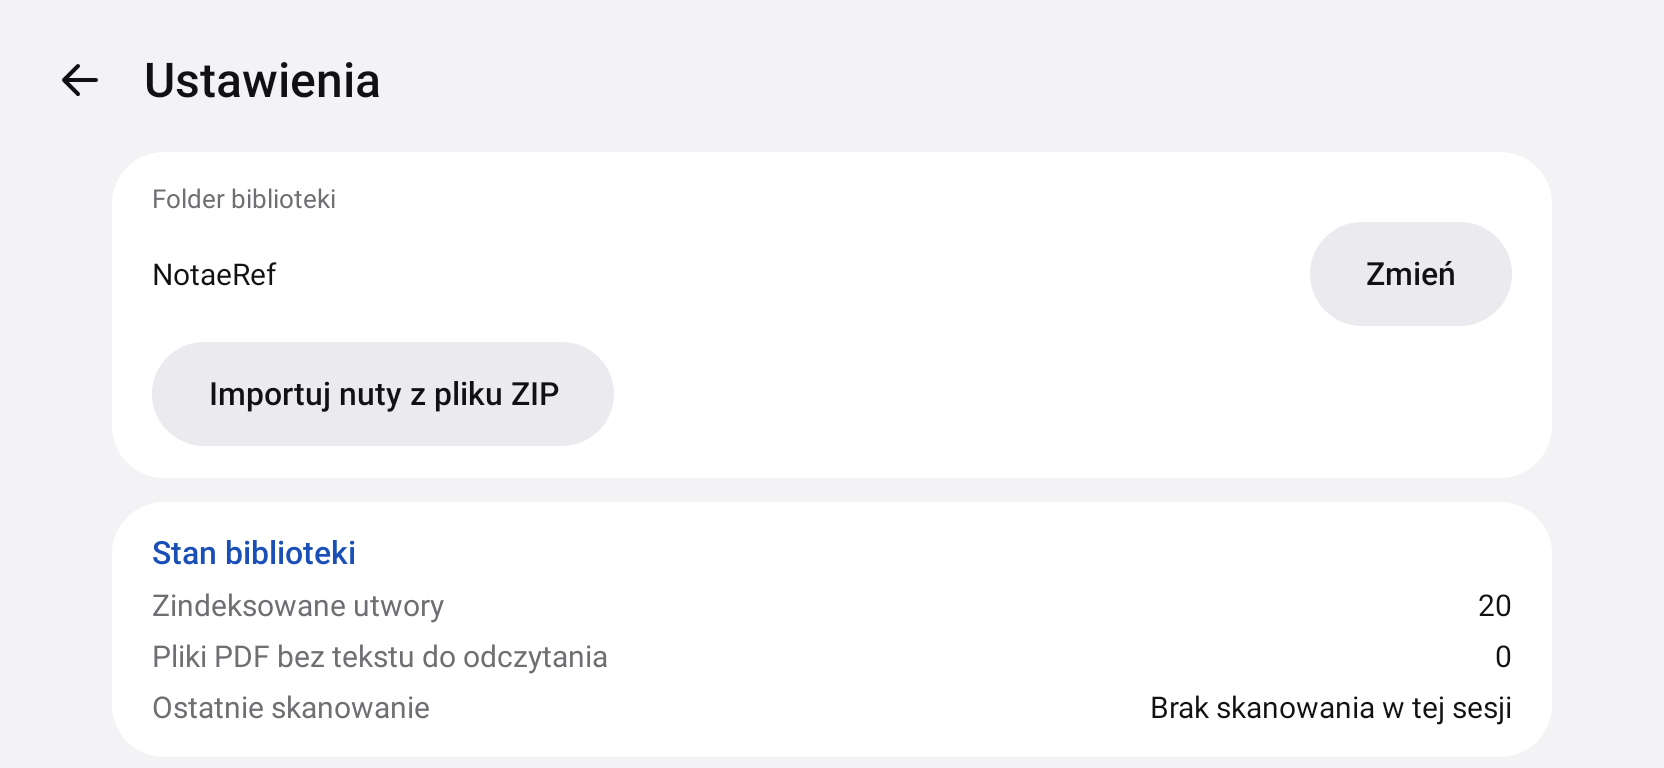 Ustawienia
Folder biblioteki
NotaeRef
Zmień
Importuj nuty z pliku ZIP
Stan biblioteki
Zindeksowane utwory 20
Pliki PDF bez tekstu do odczytania 0
Ostatnie skanowanie Brak skanowania w tej sesji